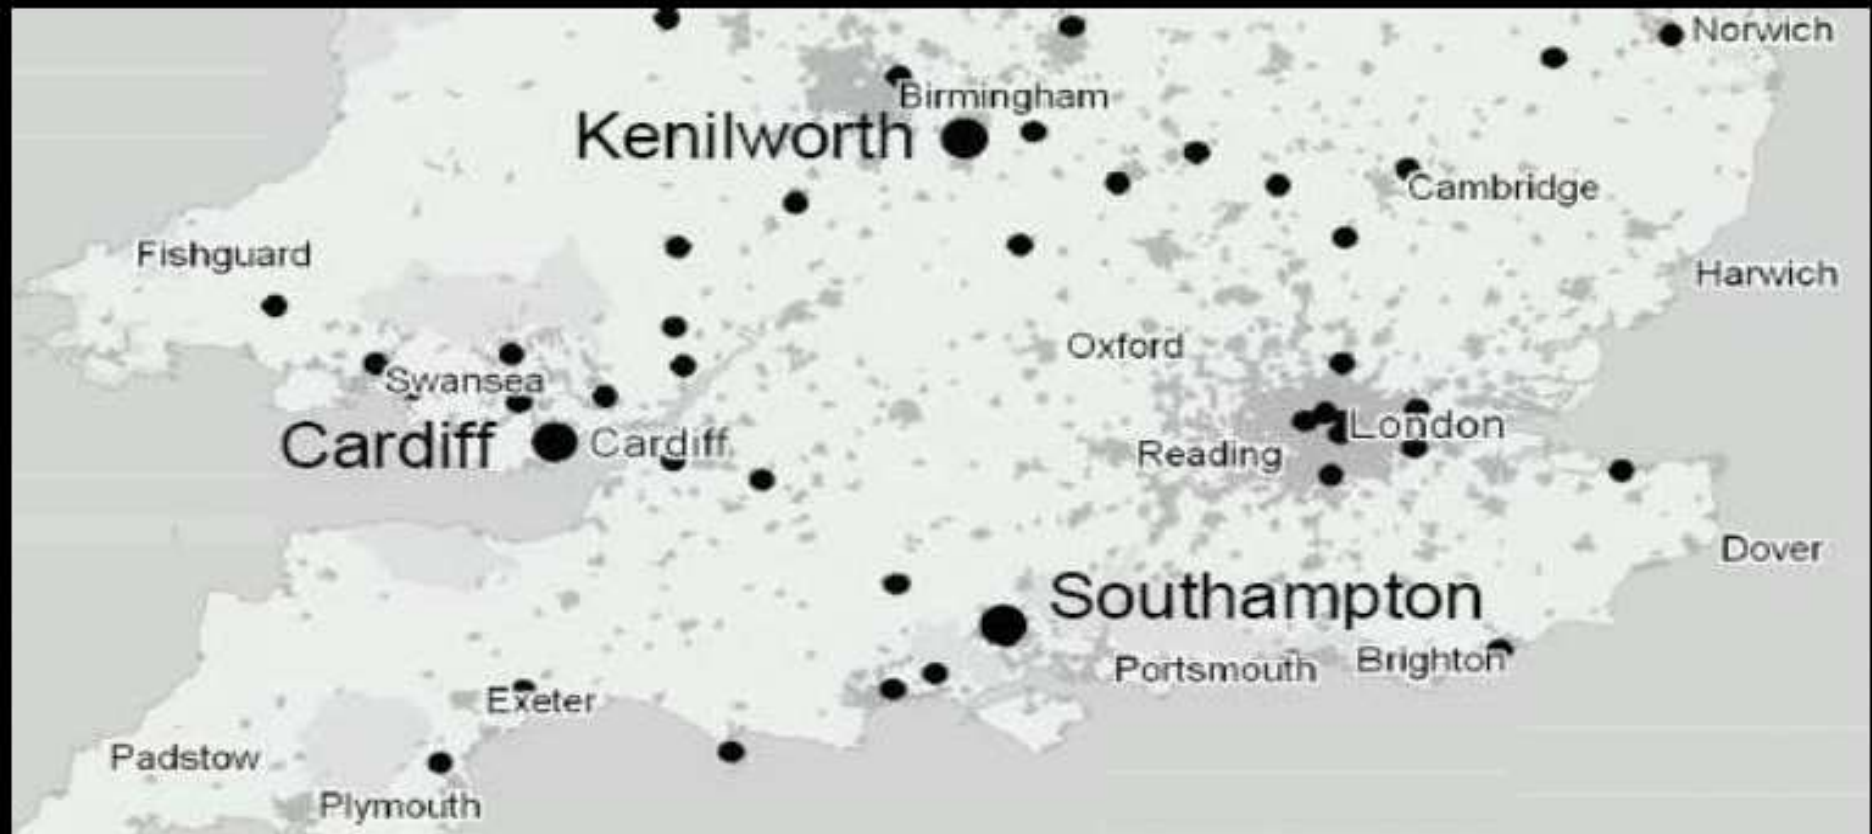 Norwich
Birmingham
Kenilworth
Cambridge
Fishguard
Harwich
Oxford
Swansea
London
Cardiff
Cardiff
Reading
Dover
Southampton
Portsmouth
Brighton
Exeter
Padstow
Plymouth